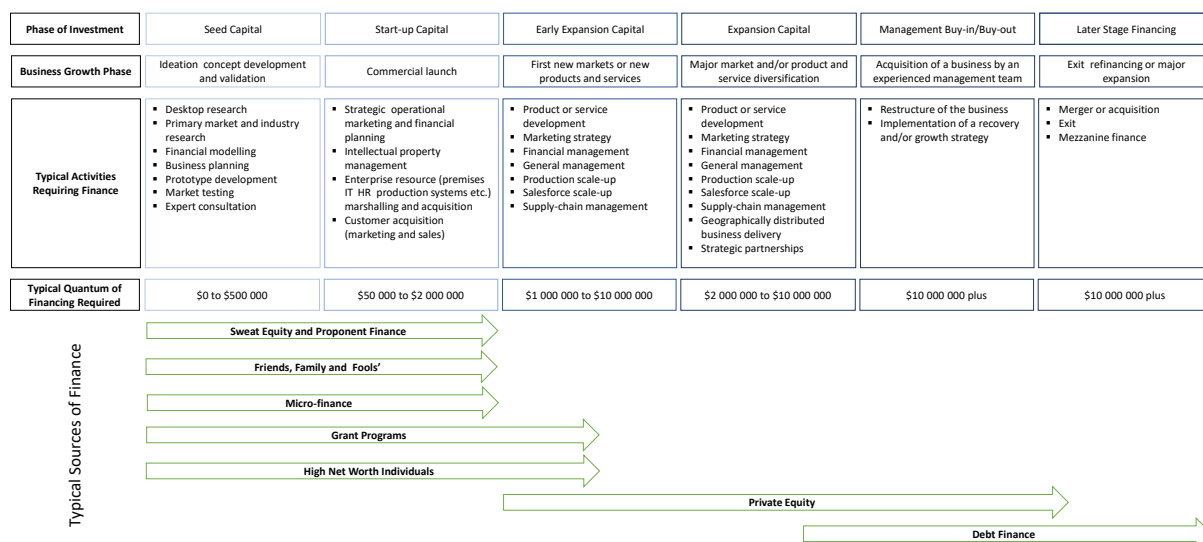 Phase of Investment
Seed Capital
Start-up Capital
Early Expansion Capital
Expansion Capital
Management Buy-in/Buy-out
Later Stage Financing
Business Growth Phase
Ideation concept development
and validation
Commercial launch
First new markets or new
products and services
Major market and/or product and
service diversification
Acquisition of a business by an
experienced management team
Exit refinancing or major
expansion
Typical Activities
Requiring Finance
▪ Desktop research
▪ Primary market and industry
research
▪ Financial modelling
▪ Business planning
▪ Prototype development
▪ Market testing
▪ Expert consultation
▪ Strategic operational
marketing and financial
planning
▪ Intellectual property
management
▪ Enterprise resource (premises
IT HR production systems etc.)
marshalling and acquisition
▪ Customer acquisition
(marketing and sales)
▪ Product or service
development
▪ Marketing strategy
▪ Financial management
▪ General management
▪ Production scale-up
▪ Salesforce scale-up
▪ Supply-chain management
▪ Product or service
development
▪ Marketing strategy
▪ Financial management
▪ General management
▪ Production scale-up
▪ Salesforce scale-up
▪ Supply-chain management
▪ Geographically distributed
business delivery
▪ Strategic partnerships
▪ Restructure of the business
▪ Implementation of a recovery
and/or growth strategy
▪ Merger or acquisition
▪ Exit
▪ Mezzanine finance
Typical Quantum of
Financing Required
$0 to $500 000
$50 000 to $2 000 000
$1 000 000 to $10 000 000
$2 000 000 to $10 000 000
$10 000 000 plus
$10 000 000 plus
Typical Sources of Finance
Sweat Equity and Proponent Finance
Friends, Family and Fools’
Micro-finance
Grant Programs
High Net Worth Individuals
Private Equity
Debt Finance